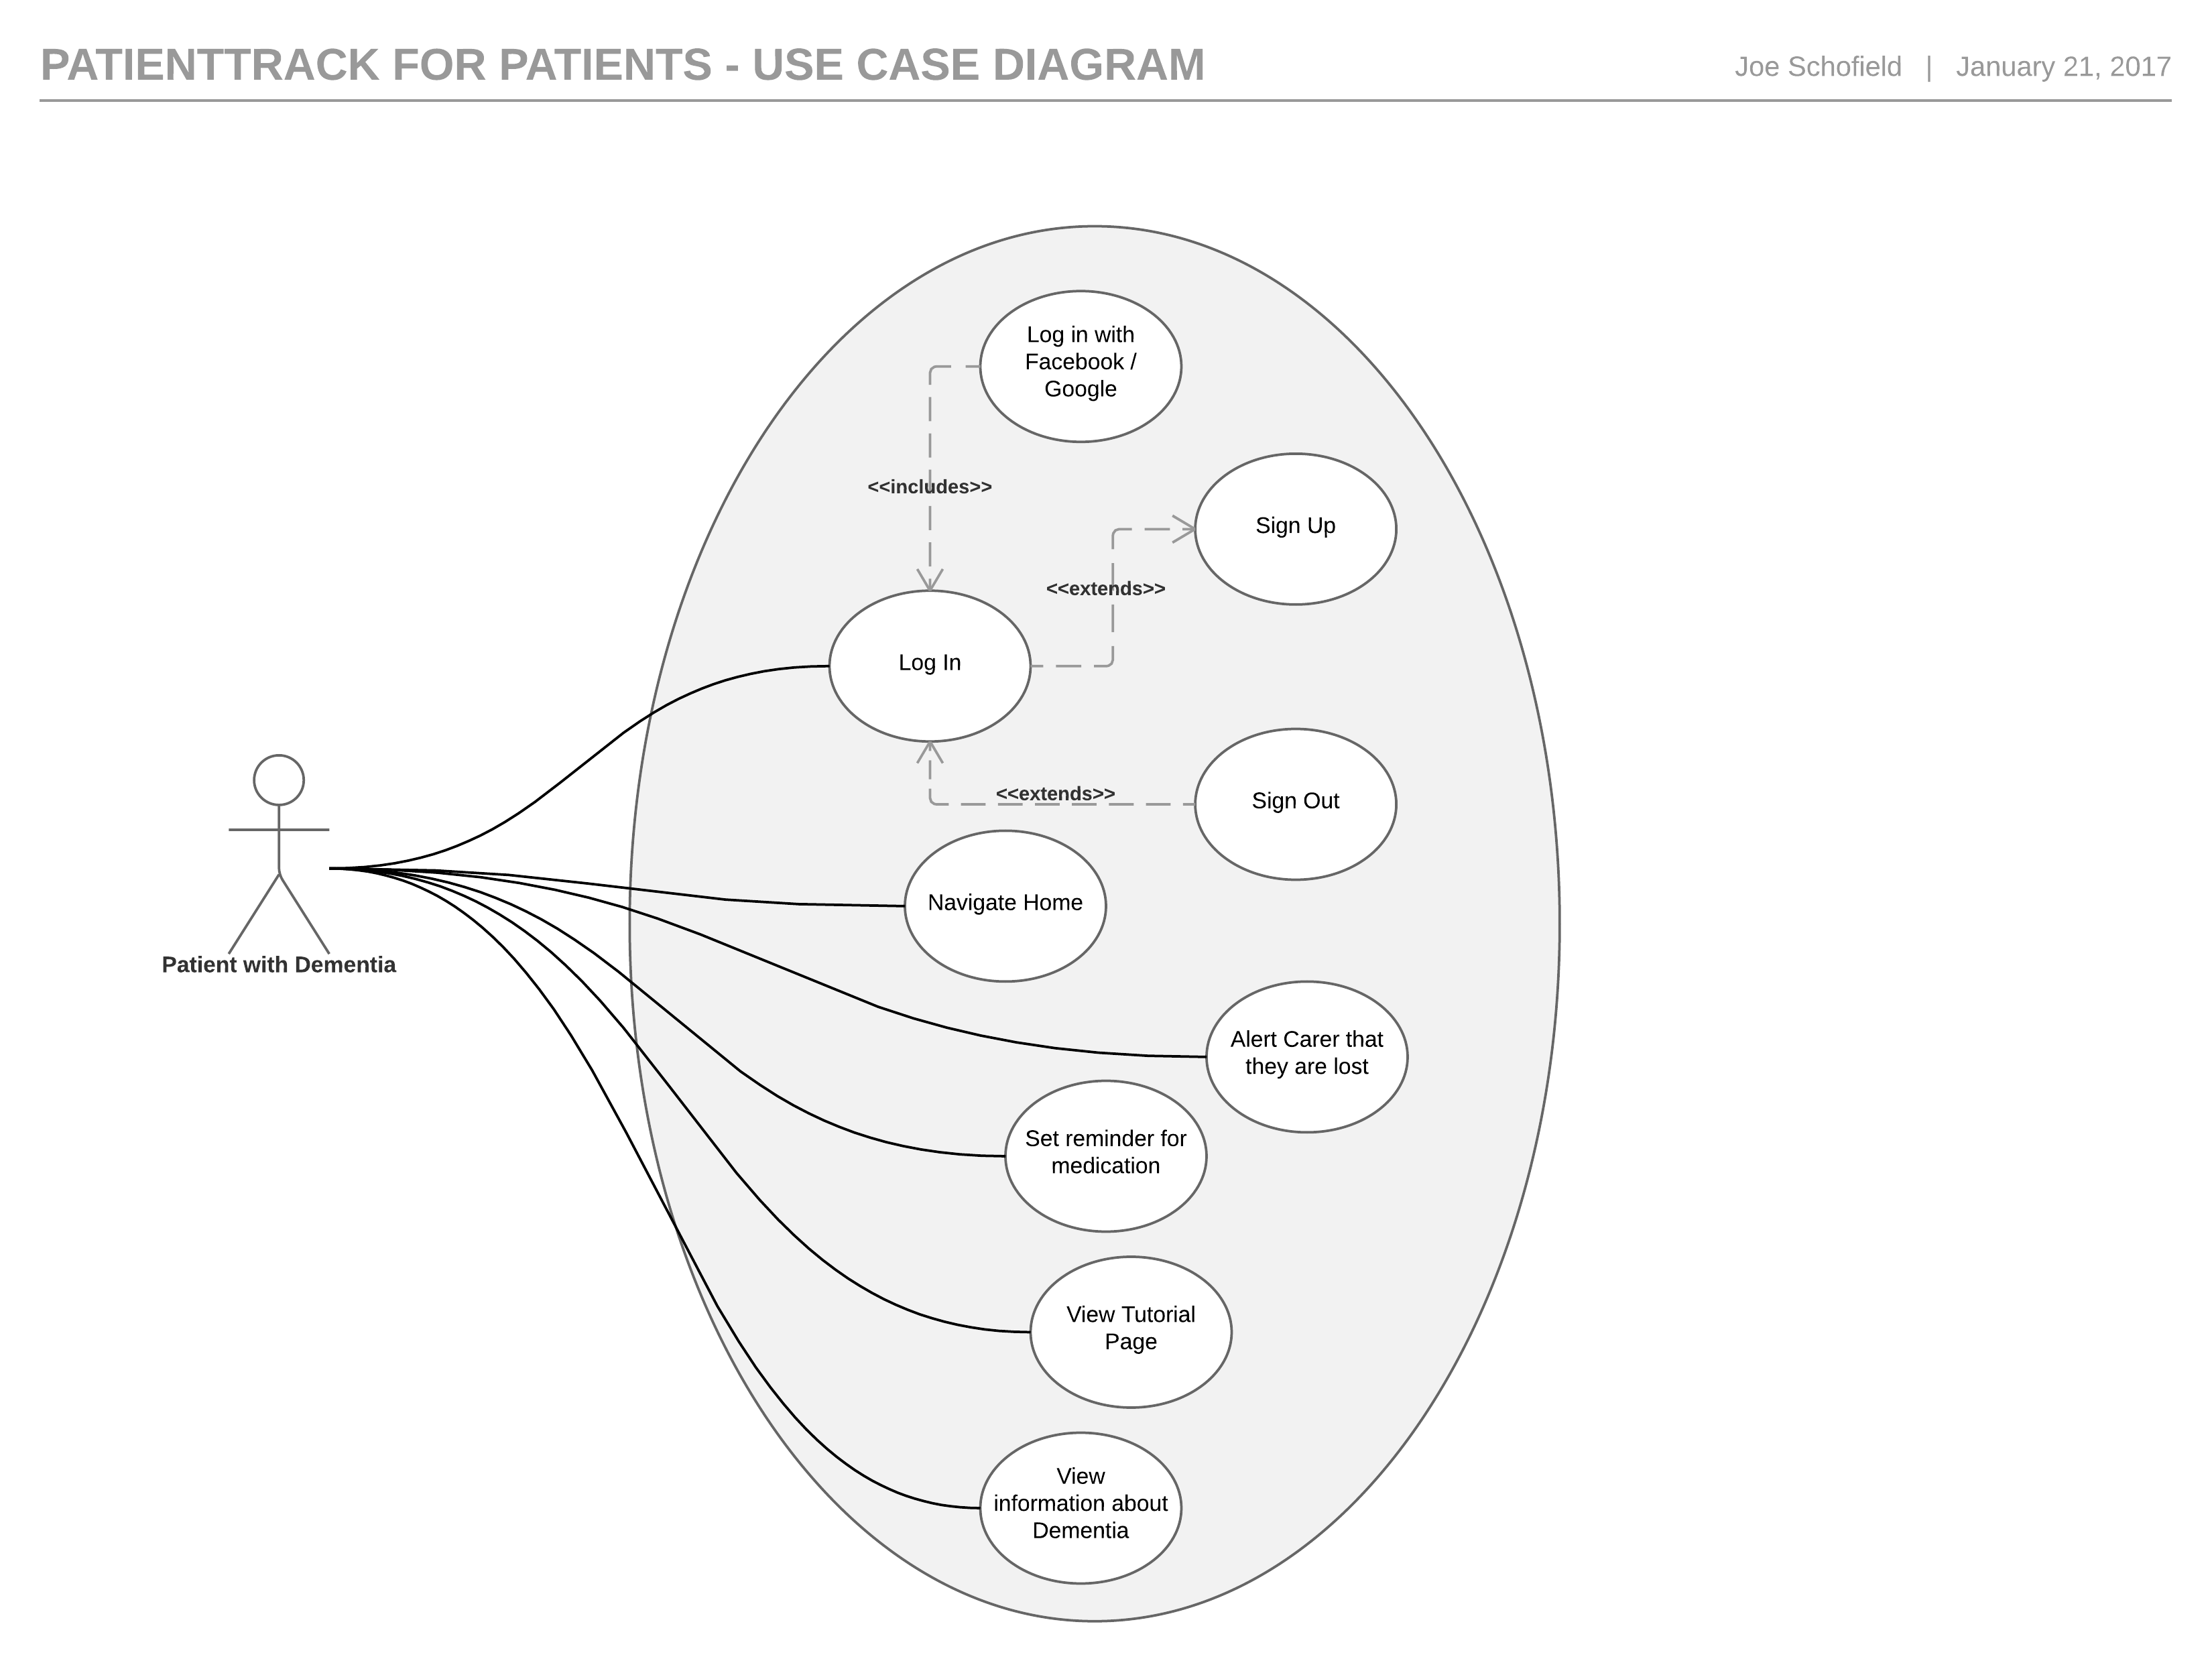 PATIENTTRACK FOR PATIENTS - USE CASE DIAGRAM
Joe Schofield | January 21, 2017
Log in with
Facebook /
Google
<<includes>>
Sign Up
<<extends>>
Log In
<<extends>>
Sign Out
Navigate Home
Patient with Dementia
Alert Carer that
they are lost
Set reminder for
medication
View Tutorial
Page
View
information about
Dementia